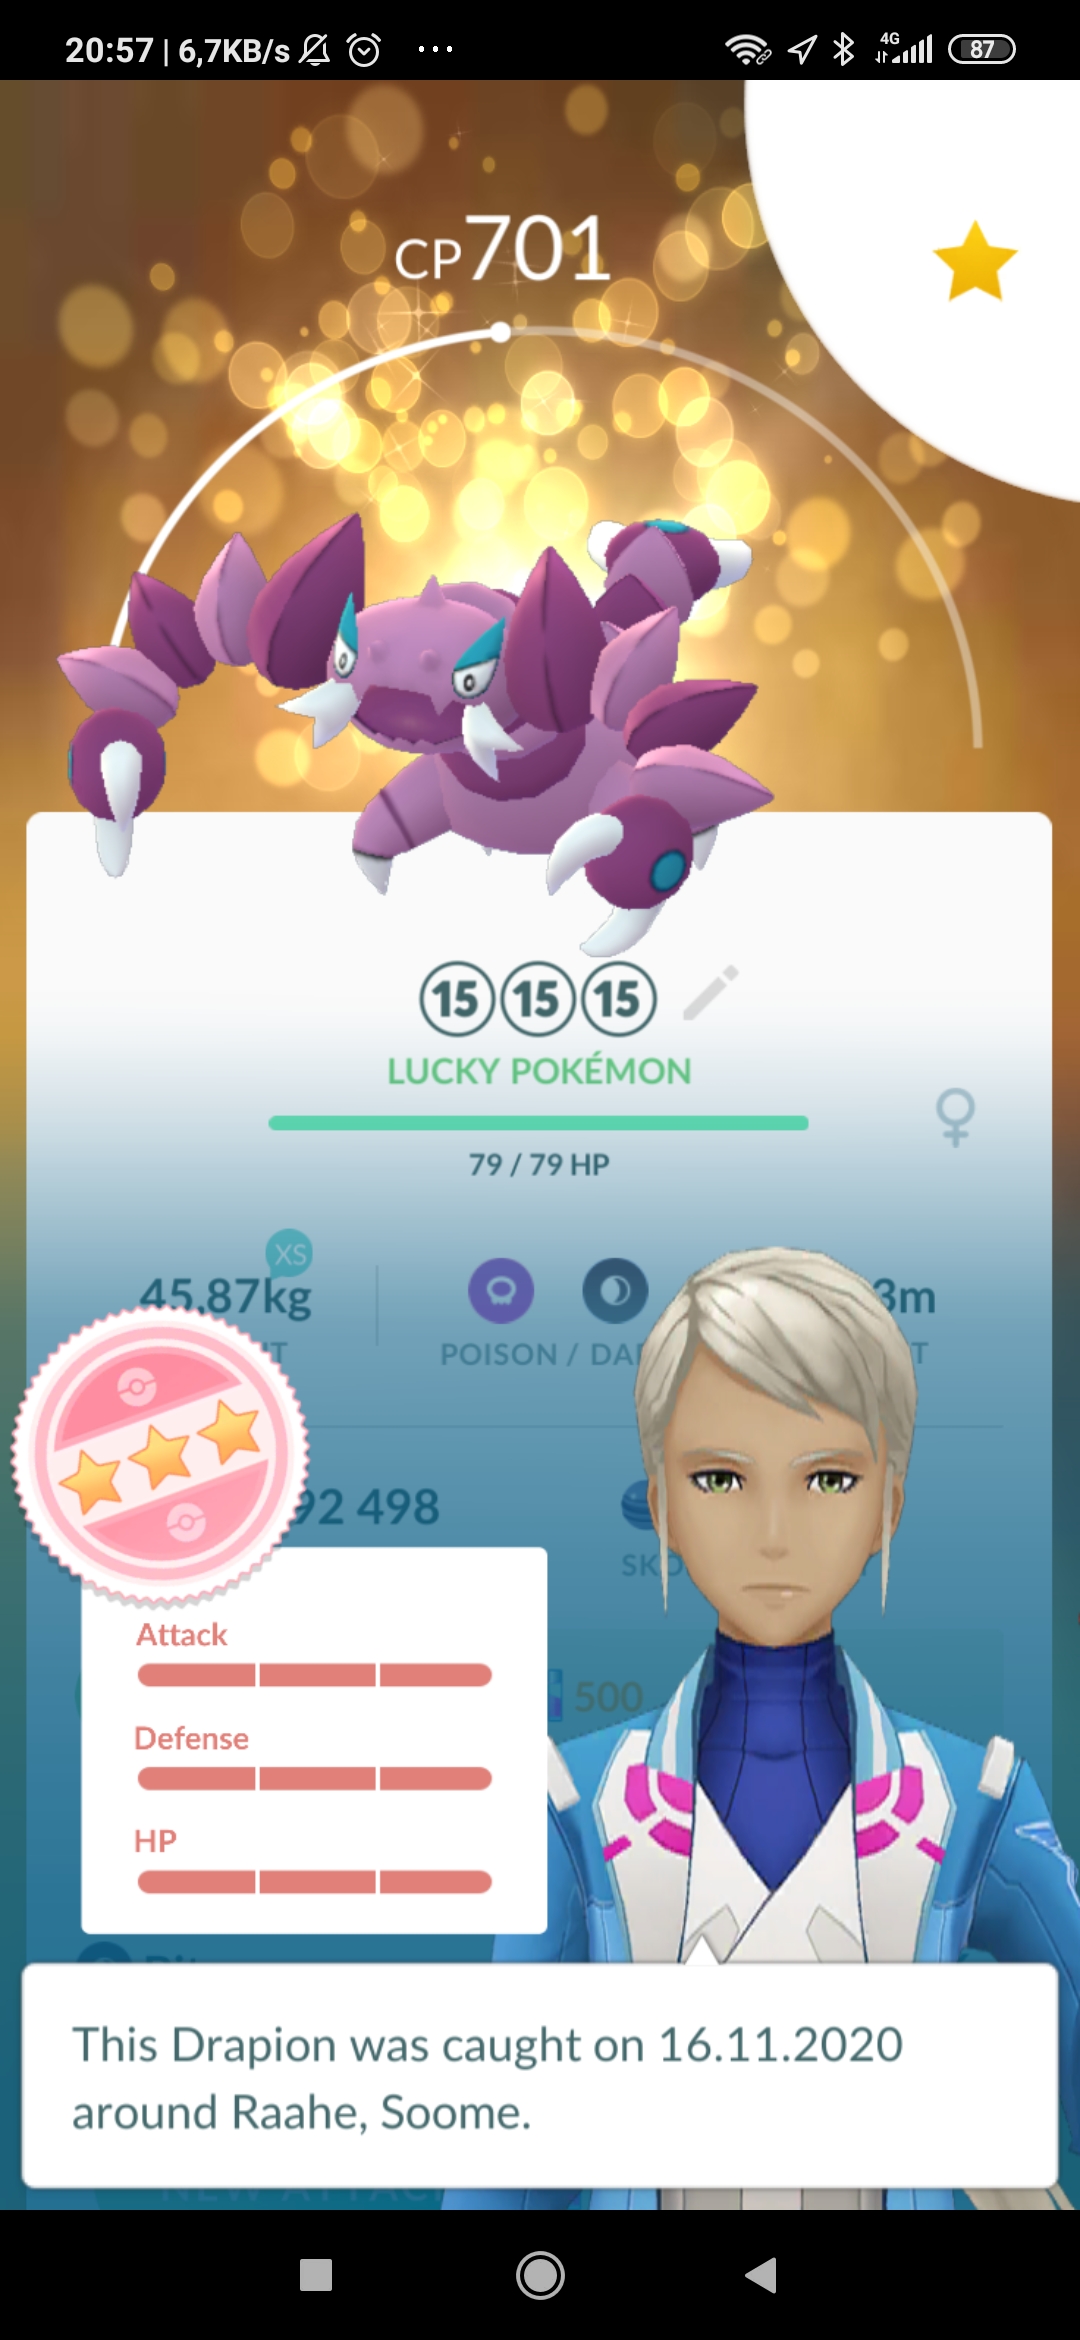 20:57 | 6,7KB/s
4G
87
CP701
15 15 15
LUCKY POKÉMON
79 / 79 HP
XS
45,87kg
3m
POISON /
92 498
500
Attack
Defense
HP
This Drapion was caught on 16.11.2020
around Raahe, Soome.